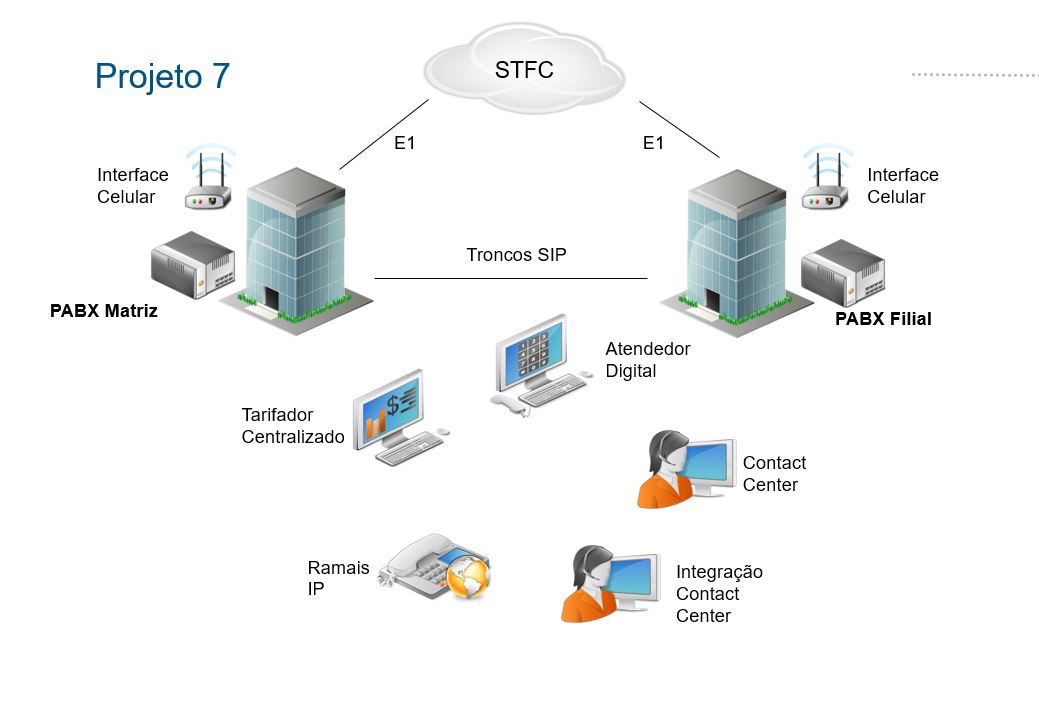 Projeto 7
STFC
E1
E1
Interface
Celular
Interface
Celular
Troncos SIP
PABX Matriz
PABX Filial
Atendedor
Digital
Tarifador
Centralizado
Contact
Center
Ramais
IP
Integração
Contact
Center